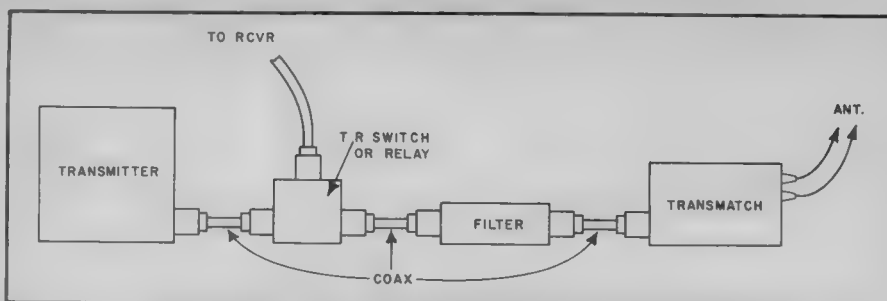 TO RCVR
T.R SWITCH
OR RELAY
ANT.
TRANSMITTER
TRANSMATCH
FILTER
COAX